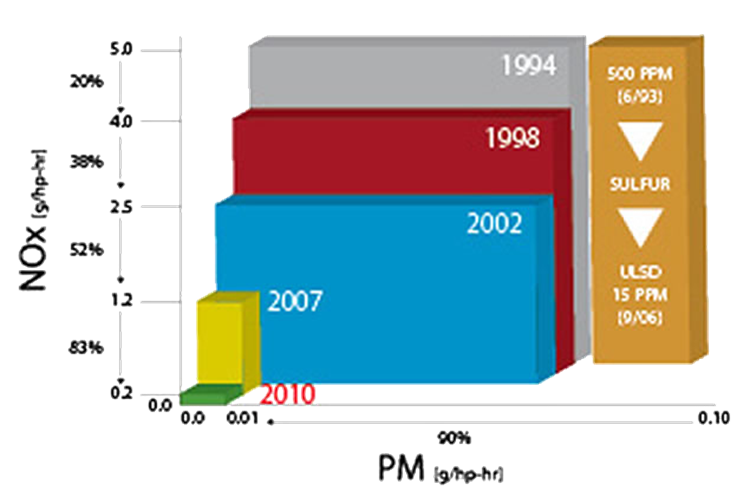 5.0
20%
4.0
38%
2.5
52%
1.2
83%
0.2
0.0
NOx [g/hp-hr]
1994
1998
2002
2007
2010
500 PPM
(6/93)
SULFUR
ULSD
15 PPM
(9/06)
0.0 0.01 0.10
90%
PM [g/hp-hr]